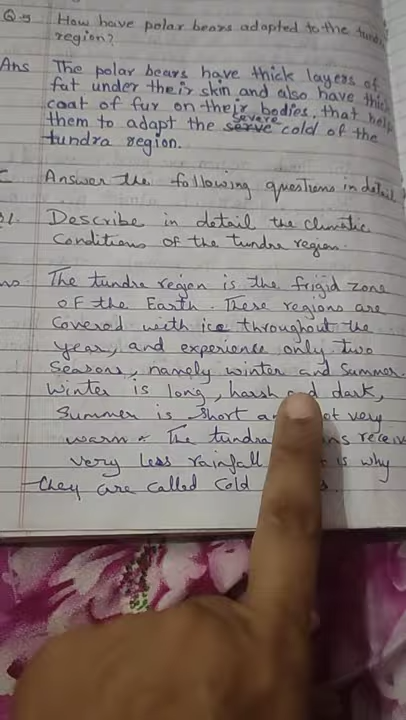 Q.5 How have polar bears adapted to the tundra
region?
Ans The polar bears have thick layers of
fat under their skin and also have thick
coat of fur on their bodies, that help
severe
them to adapt the serve cold of the
tundra region.
C Answer the following questions in detail
Q1. Describe in detail the climatic
Conditions of the tundra region.
Ans The tundra region is the frigid zone
of the Earth. These regions are
covered with ice throughout the
year, and experience only two
seasons, namely winter and summer.
Winter is long, harsh and dark,
Summer is short very
warm. The tundra receive
very less rainfall is why
they are called Cold